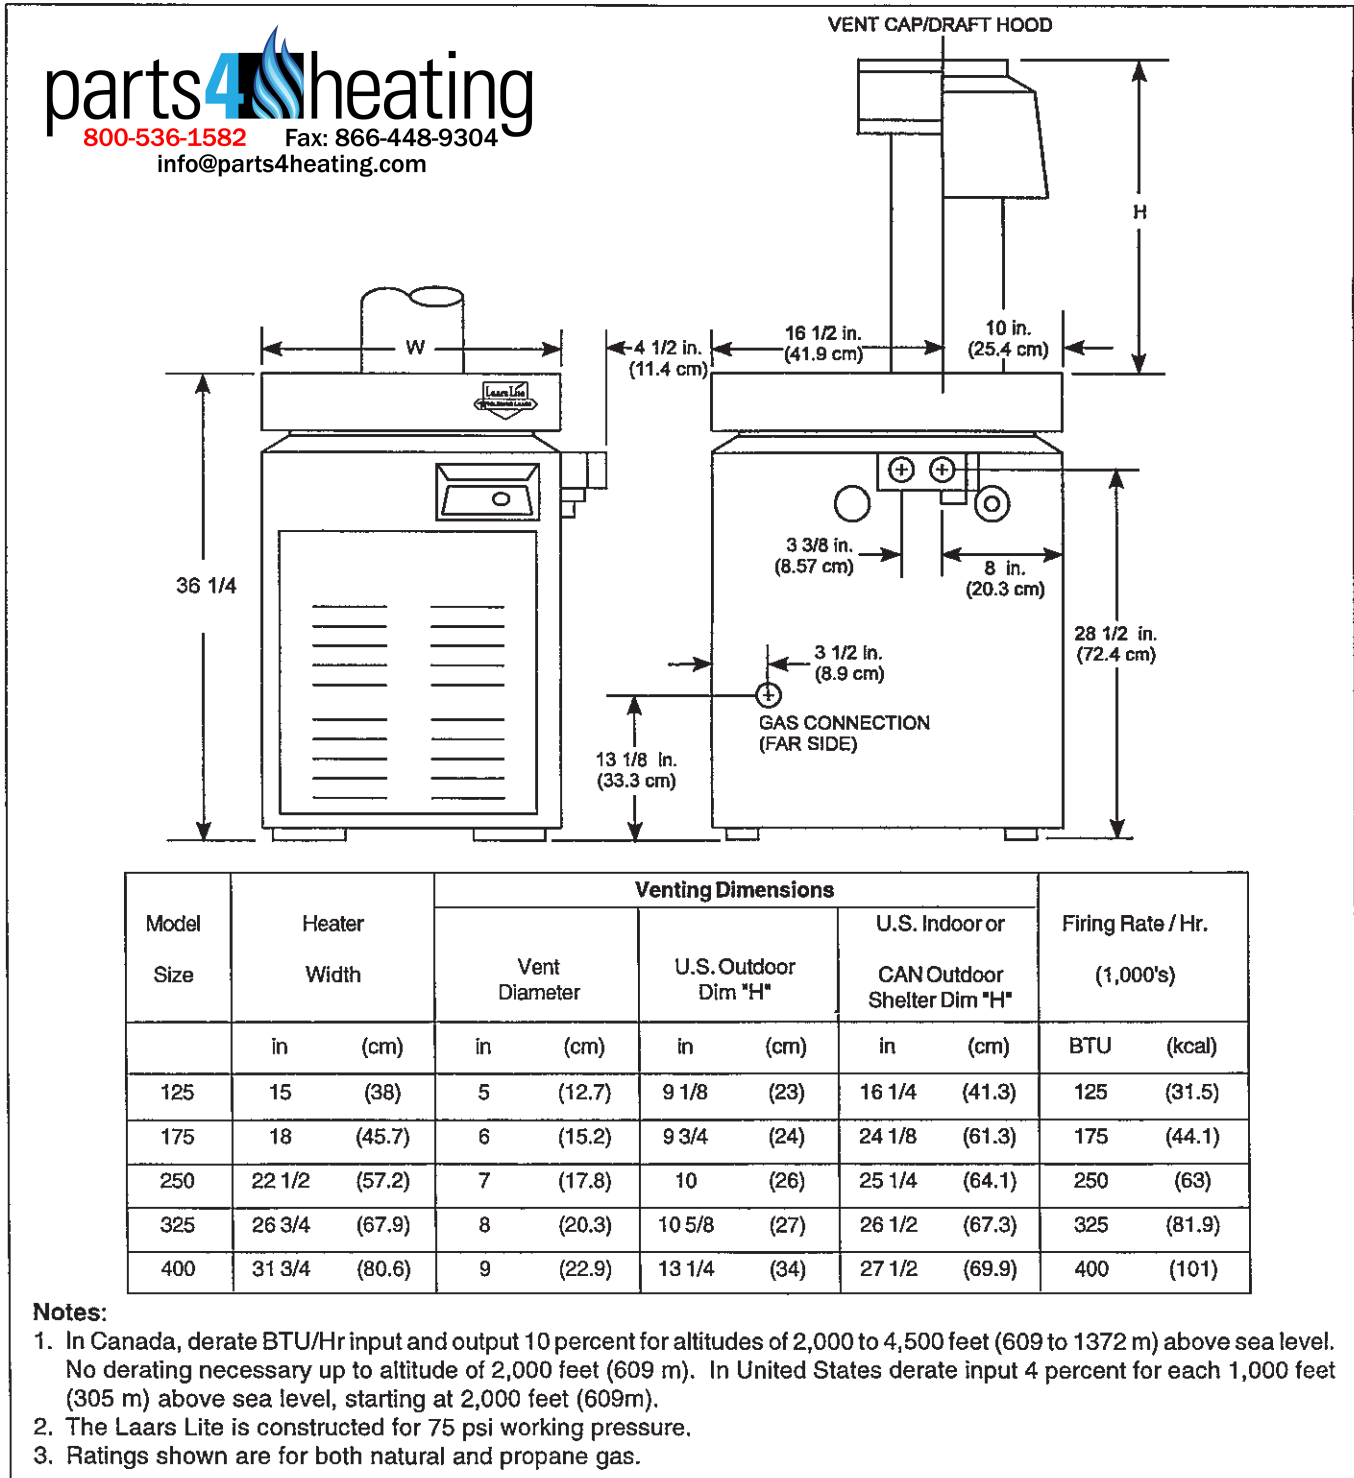 VENT CAP/DRAFT HOOD
parts4heating
800-536-1582 Fax: 866-448-9304
info@parts4heating.com
H
W
4 1/2 in.
(11.4 cm)
16 1/2 in.
(41.9 cm)
10 in.
(25.4 cm)
Laars Lite
36 1/4
3 3/8 in.
(8.57 cm)
8 in.
(20.3 cm)
28 1/2 in.
(72.4 cm)
3 1/2 in.
(8.9 cm)
GAS CONNECTION
(FAR SIDE)
13 1/8 in.
(33.3 cm)
Venting Dimensions
Model Heater U.S. Indoor or Firing Rate / Hr.
Size Width Vent U.S. Outdoor CAN Outdoor (1,000's)
Diameter Dim "H" Shelter Dim "H"
in (cm) in (cm) in (cm) in (cm) BTU (kcal)
125 15 (38) 5 (12.7) 9 1/8 (23) 16 1/4 (41.3) 125 (31.5)
175 18 (45.7) 6 (15.2) 9 3/4 (24) 24 1/8 (61.3) 175 (44.1)
250 22 1/2 (57.2) 7 (17.8) 10 (26) 25 1/4 (64.1) 250 (63)
325 26 3/4 (67.9) 8 (20.3) 10 5/8 (27) 26 1/2 (67.3) 325 (81.9)
400 31 3/4 (80.6) 9 (22.9) 13 1/4 (34) 27 1/2 (69.9) 400 (101)
Notes:
1. In Canada, derate BTU/Hr input and output 10 percent for altitudes of 2,000 to 4,500 feet (609 to 1372 m) above sea level.
No derating necessary up to altitude of 2,000 feet (609 m). In United States derate input 4 percent for each 1,000 feet
(305 m) above sea level, starting at 2,000 feet (609m).
2. The Laars Lite is constructed for 75 psi working pressure.
3. Ratings shown are for both natural and propane gas.